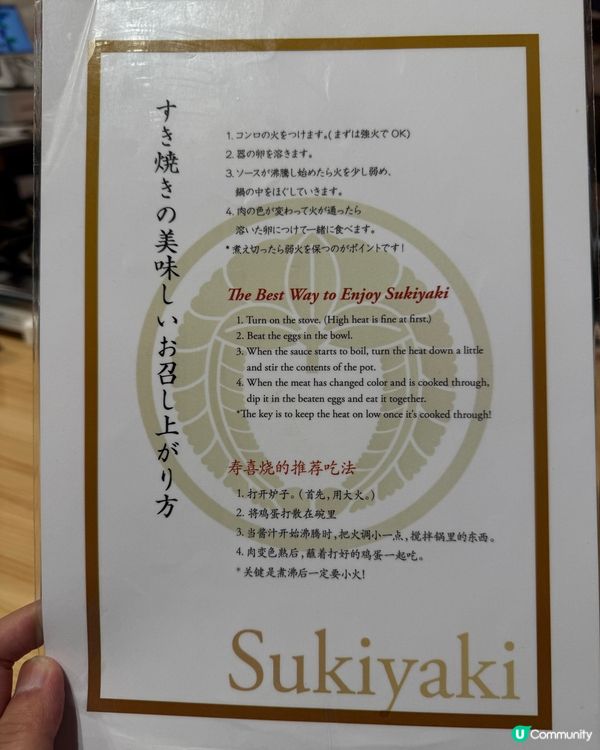 すき焼きの美味しいお召し上がり方
1. コンロの火をつけます。(まずは強火でOK)
2. 器の卵を溶きます。
3. ソースが沸騰し始めたら火を少し弱め、
鍋の中をほぐしていきます。
4. 肉の色が変わって火が通ったら
溶いた卵につけて一緒に食べます。
*煮え切ったら弱火を保つのがポイントです!
The Best Way to Enjoy Sukiyaki
1. Turn on the stove. (High heat is fine at first.)
2. Beat the eggs in the bowl.
3. When the sauce starts to boil, turn the heat down a little
and stir the contents of the pot.
4. When the meat has changed color and is cooked through,
dip it in the beaten eggs and eat it together.
*The key is to keep the heat on low once it's cooked through!
寿喜烧的推荐吃法
1. 打开炉子。(首先,用大火。)
2. 将鸡蛋打散在碗里
3. 当酱汁开始沸腾时,把火调小一点,搅拌锅里的东西。
4. 肉变色熟后,蘸着打好的鸡蛋一起吃。
* 关键是煮沸后一定要小火!
Sukiyaki
U Community